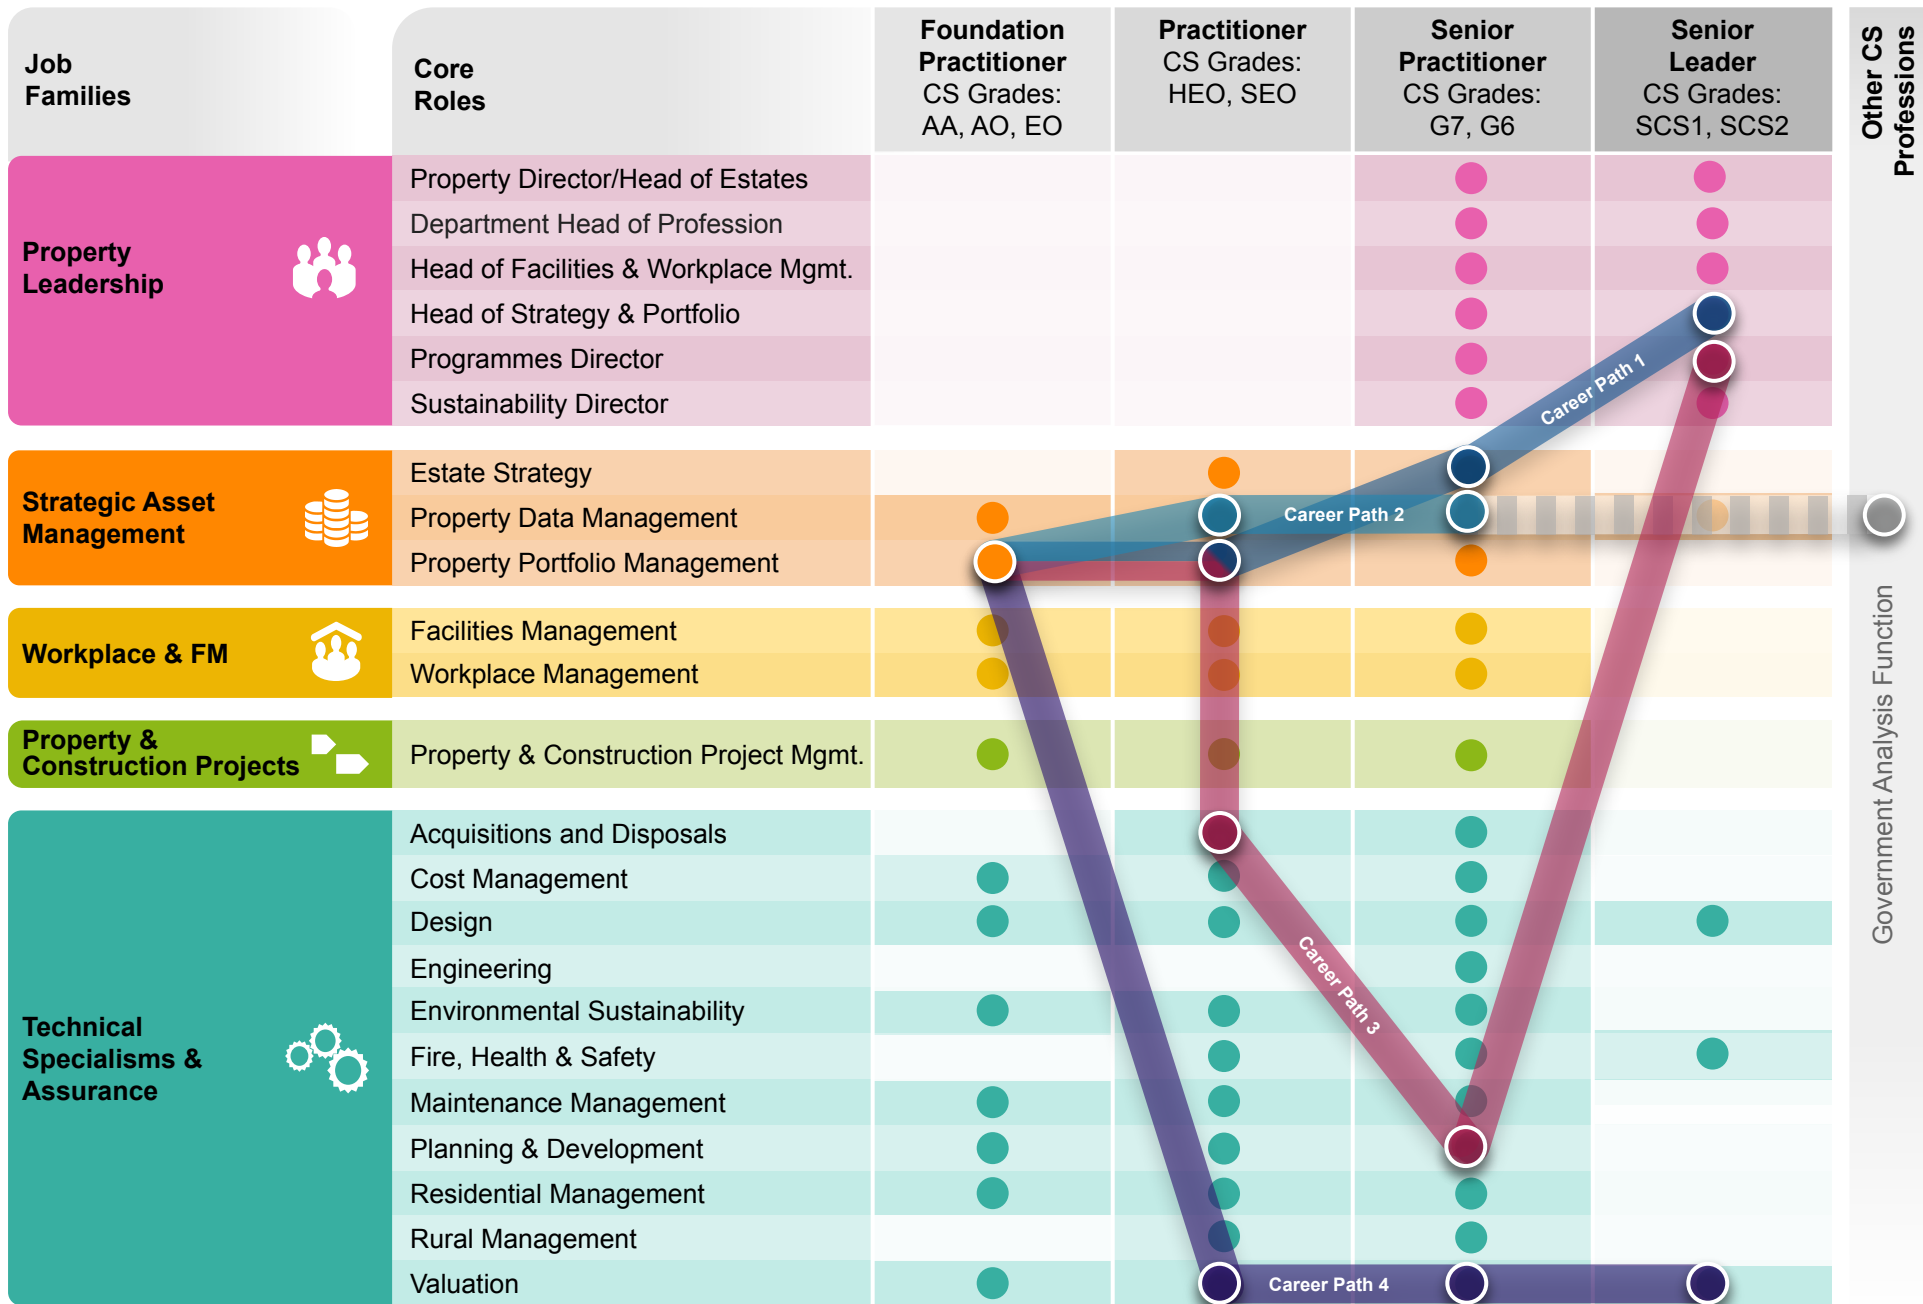 Job
Families
Core
Roles
Foundation
Practitioner
CS Grades:
AA, AO, EO
Practitioner
CS Grades:
HEO, SEO
Senior
Practitioner
CS Grades:
G7, G6
Senior
Leader
CS Grades:
SCS1, SCS2
Other CS
Professions
Property
Leadership
Property Director/Head of Estates
Department Head of Profession
Head of Facilities & Workplace Mgmt.
Head of Strategy & Portfolio
Programmes Director
Sustainability Director
Career Path 1
Strategic Asset
Management
Estate Strategy
Property Data Management
Property Portfolio Management
Career Path 2
Workplace & FM
Facilities Management
Workplace Management
Government Analysis Function
Property &
Construction Projects
Property & Construction Project Mgmt.
Technical
Specialisms &
Assurance
Acquisitions and Disposals
Cost Management
Design
Engineering
Environmental Sustainability
Fire, Health & Safety
Maintenance Management
Planning & Development
Residential Management
Rural Management
Valuation
Career Path 3
Career Path 4